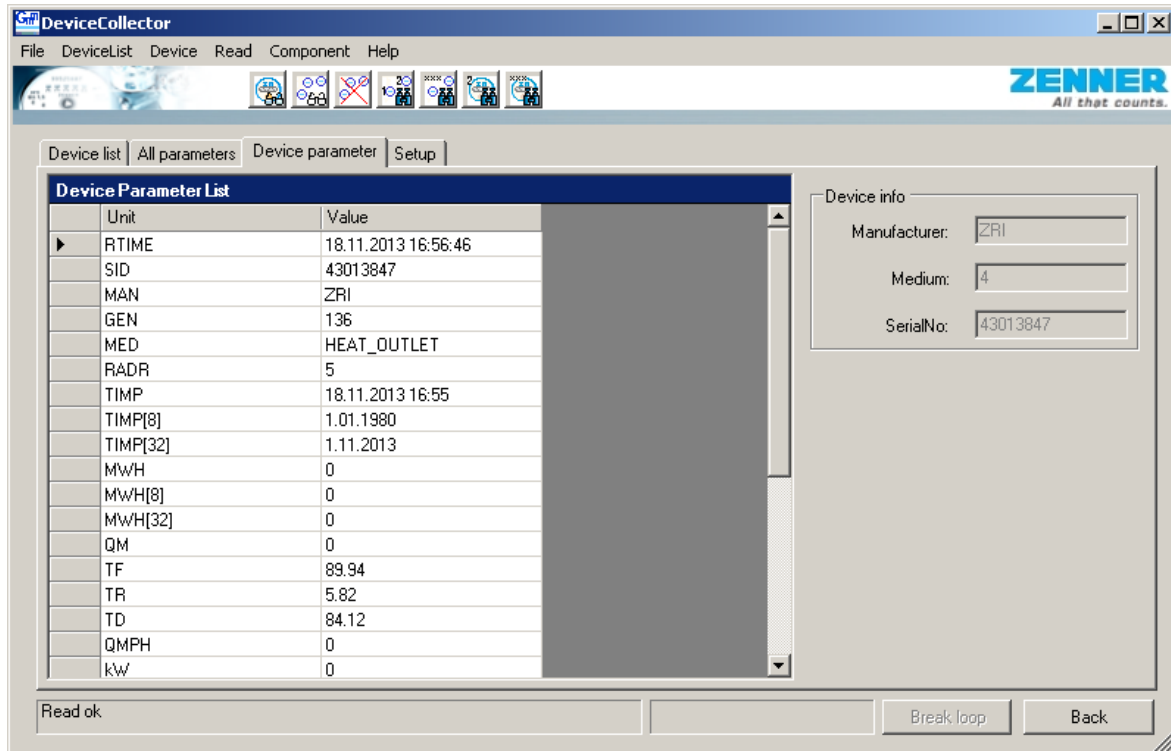 GMM DeviceCollector
File DeviceList Device Read Component Help
ZENNER
All that counts.
Device list All parameters Device parameter Setup
Device Parameter List
Unit Value
RTIME 18.11.2013 16:56:46
SID 43013847
MAN ZRI
GEN 136
MED HEAT_OUTLET
RADR 5
TIMP 18.11.2013 16:55
TIMP[8] 1.01.1980
TIMP[32] 1.11.2013
MWH 0
MWH[8] 0
MWH[32] 0
QM 0
TF 89.94
TR 5.82
TD 84.12
QMPH 0
kW 0
Device info
Manufacturer: ZRI
Medium: 4
SerialNo: 43013847
Read ok
Break loop Back